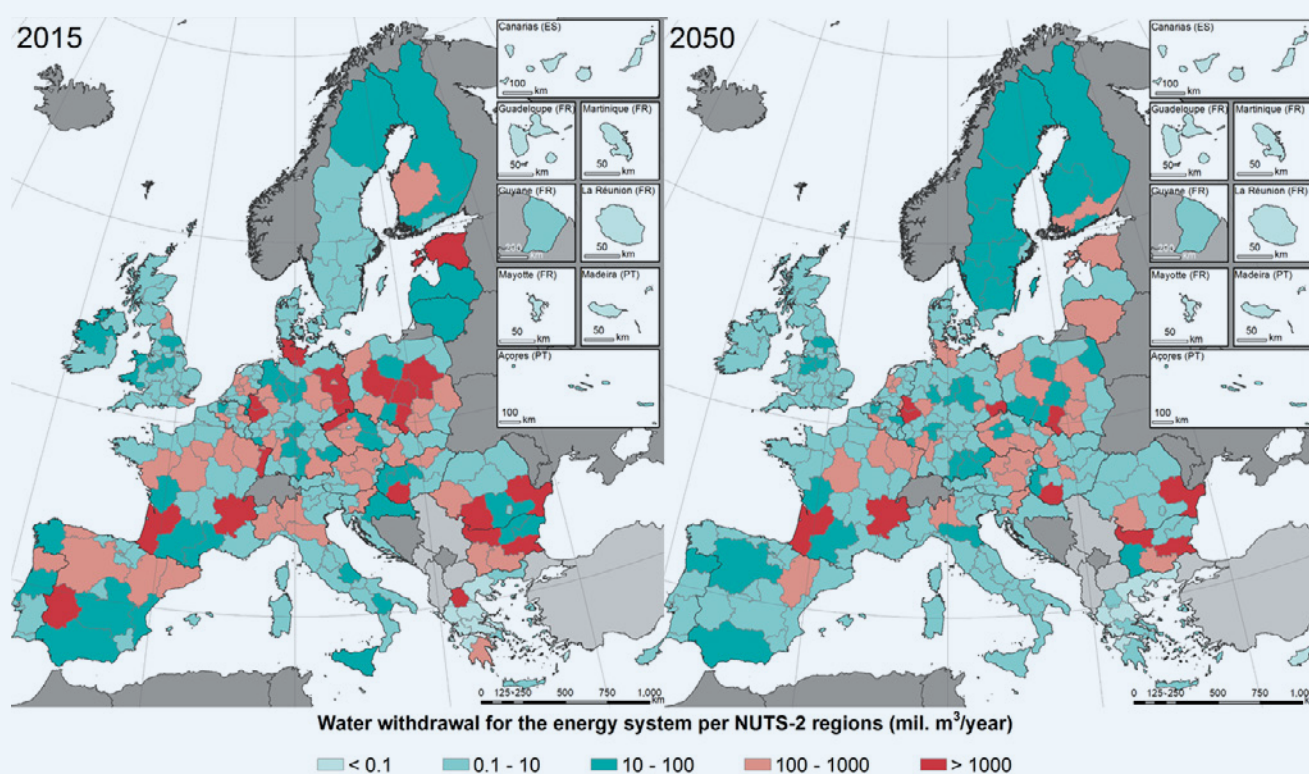 2015
Canarias (ES)
100
km
Guadeloupe (FR)
50
km
Martinique (FR)
50
km
Guyane (FR)
200
km
La Réunion (FR)
50
km
Mayotte (FR)
50
km
Madeira (PT)
50
km
Açores (PT)
100
km
0 125-250 500 750 1,000
km
2050
Canarias (ES)
100
km
Guadeloupe (FR)
50
km
Martinique (FR)
50
km
Guyane (FR)
200
km
La Réunion (FR)
50
km
Mayotte (FR)
50
km
Madeira (PT)
50
km
Açores (PT)
100
km
0 125-250 500 750 1,000
km
Water withdrawal for the energy system per NUTS-2 regions (mil. m³/year)
< 0.1 0.1 - 10 10 - 100 100 - 1000 > 1000